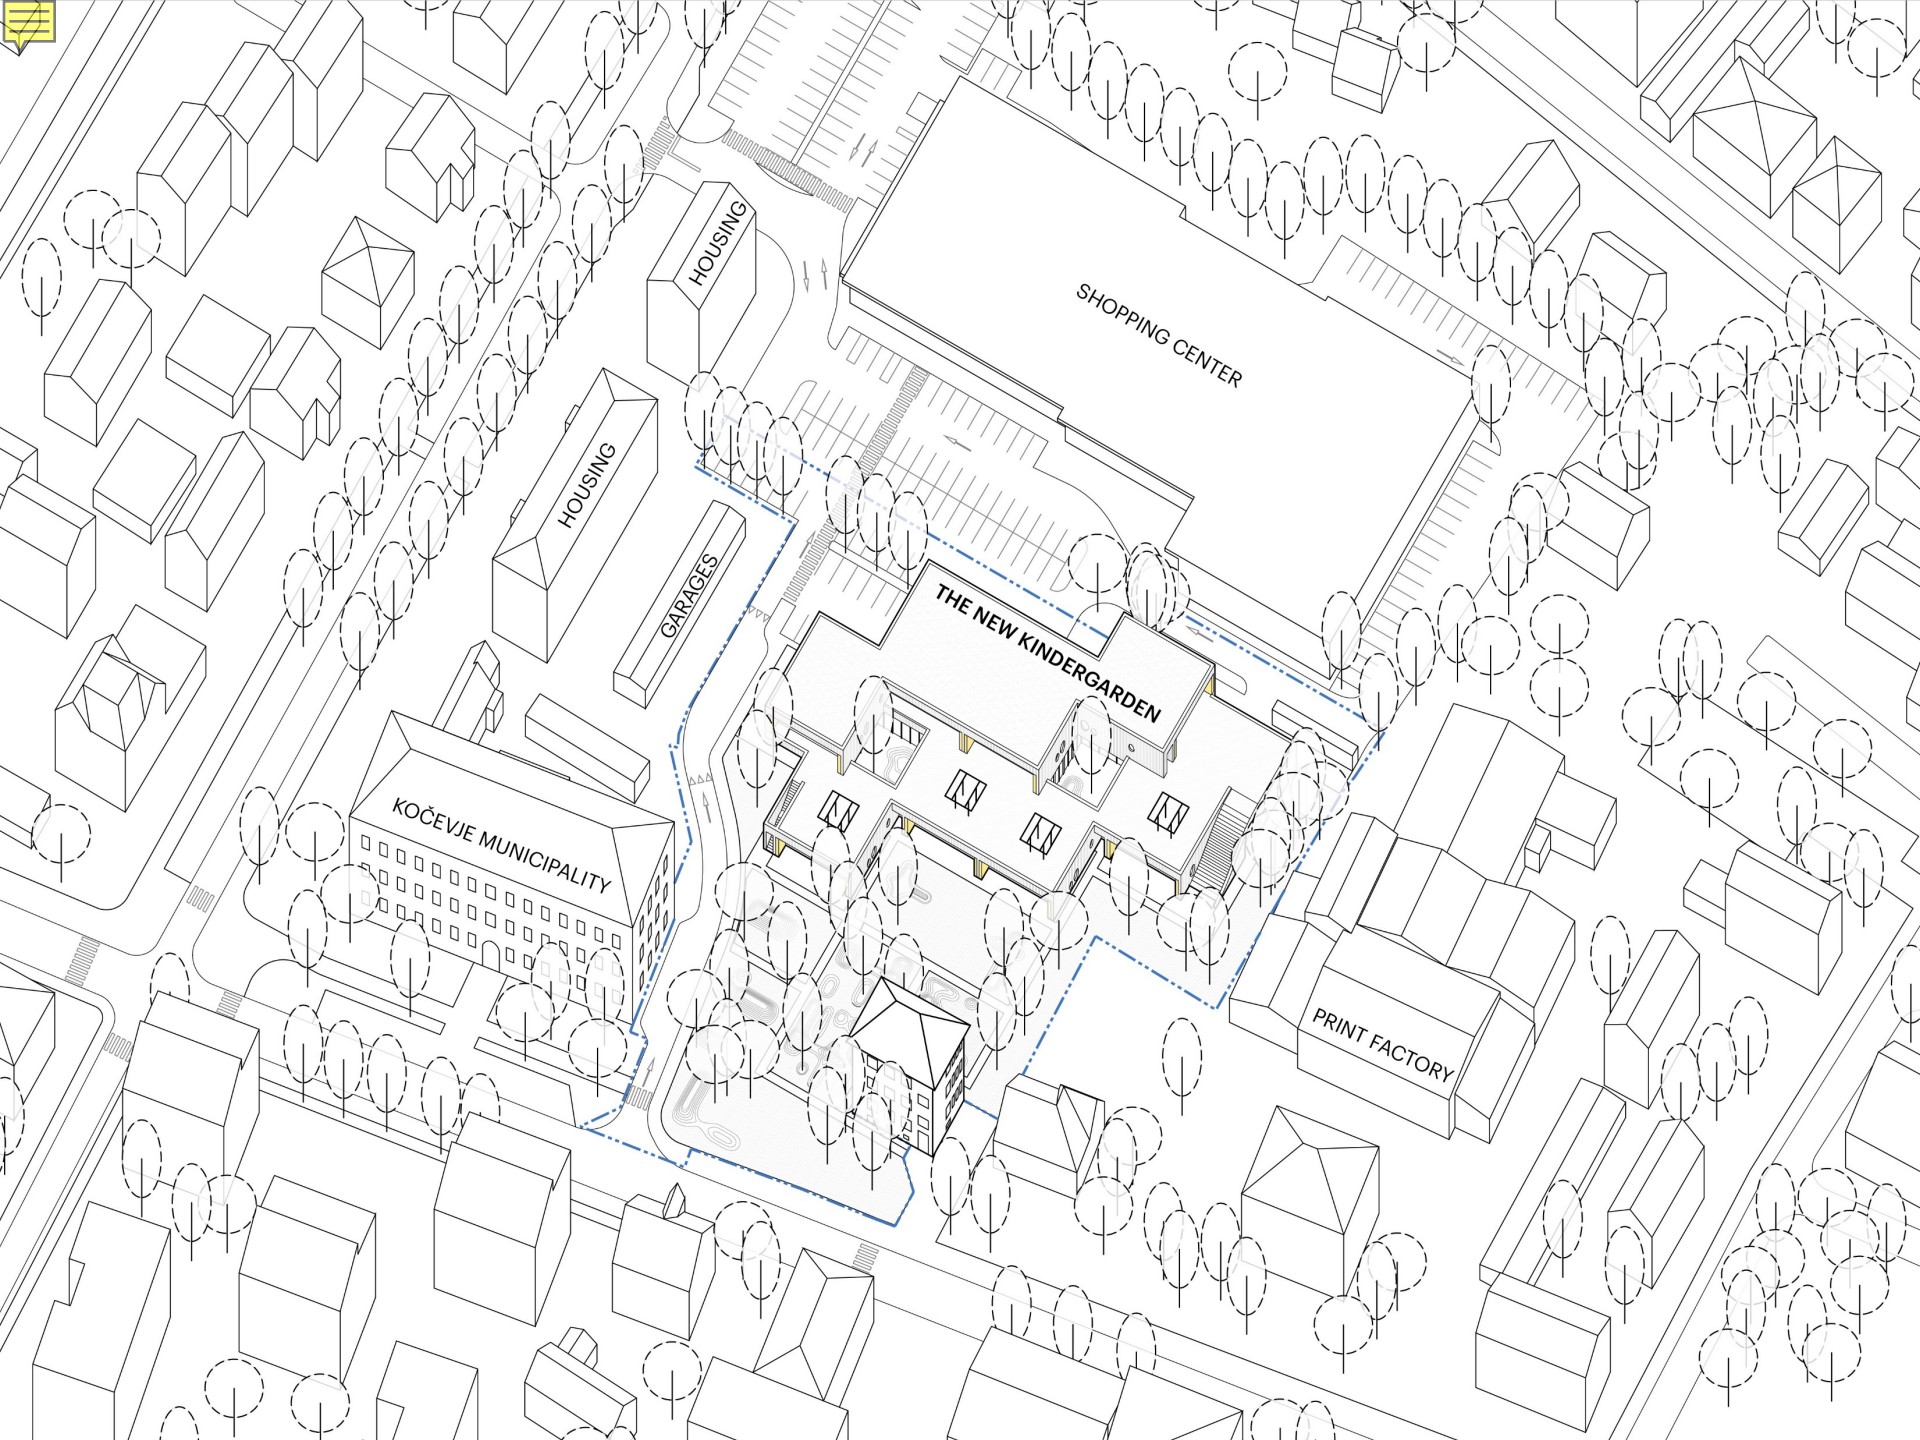 HOUSING
SHOPPING CENTER
HOUSING
GARAGES
THE NEW KINDERGARDEN
KOČEVJE MUNICIPALITY
PRINT FACTORY